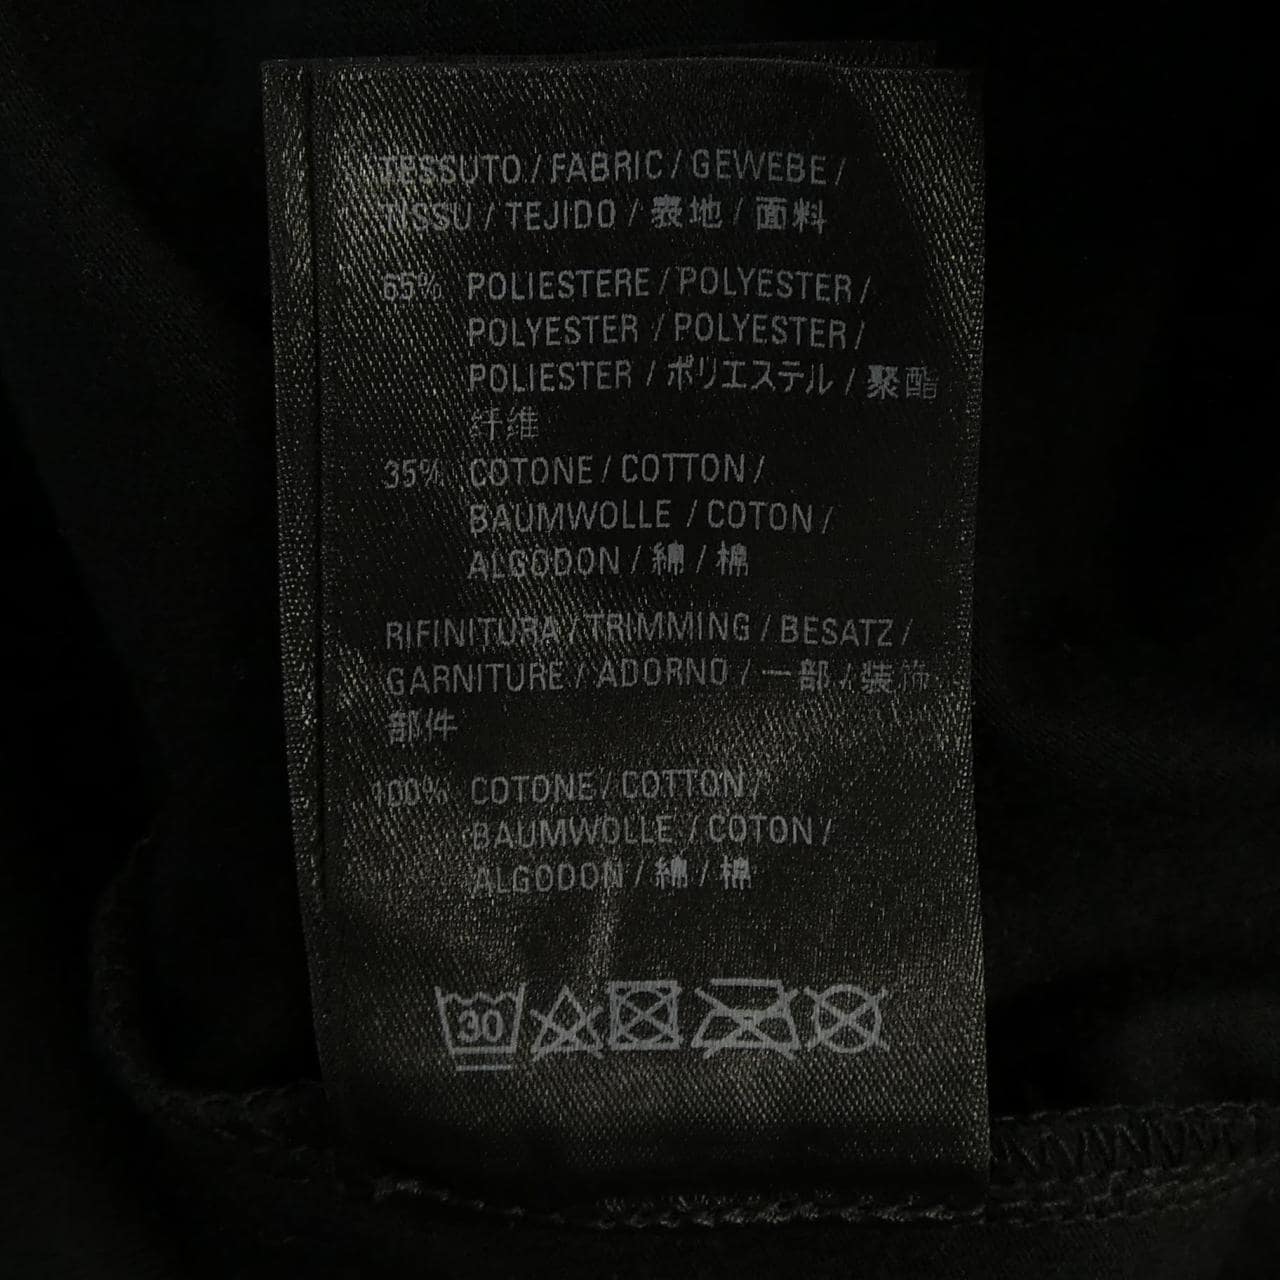 TESSUTO / FABRIC / GEWEBE /
TISSU / TEJIDO / 表地 / 面料
65% POLIESTERE / POLYESTER /
POLYESTER / POLYESTER /
POLIESTER / ポリエステル / 聚酯
纤维
35% COTONE / COTTON /
BAUMWOLLE / COTON /
ALGODON / 綿 / 棉
RIFINITURA / TRIMMING / BESATZ /
GARNITURE / ADORNO / 一部 / 装饰
部件
100% COTONE / COTTON /
BAUMWOLLE / COTON /
ALGODON / 綿 / 棉
30